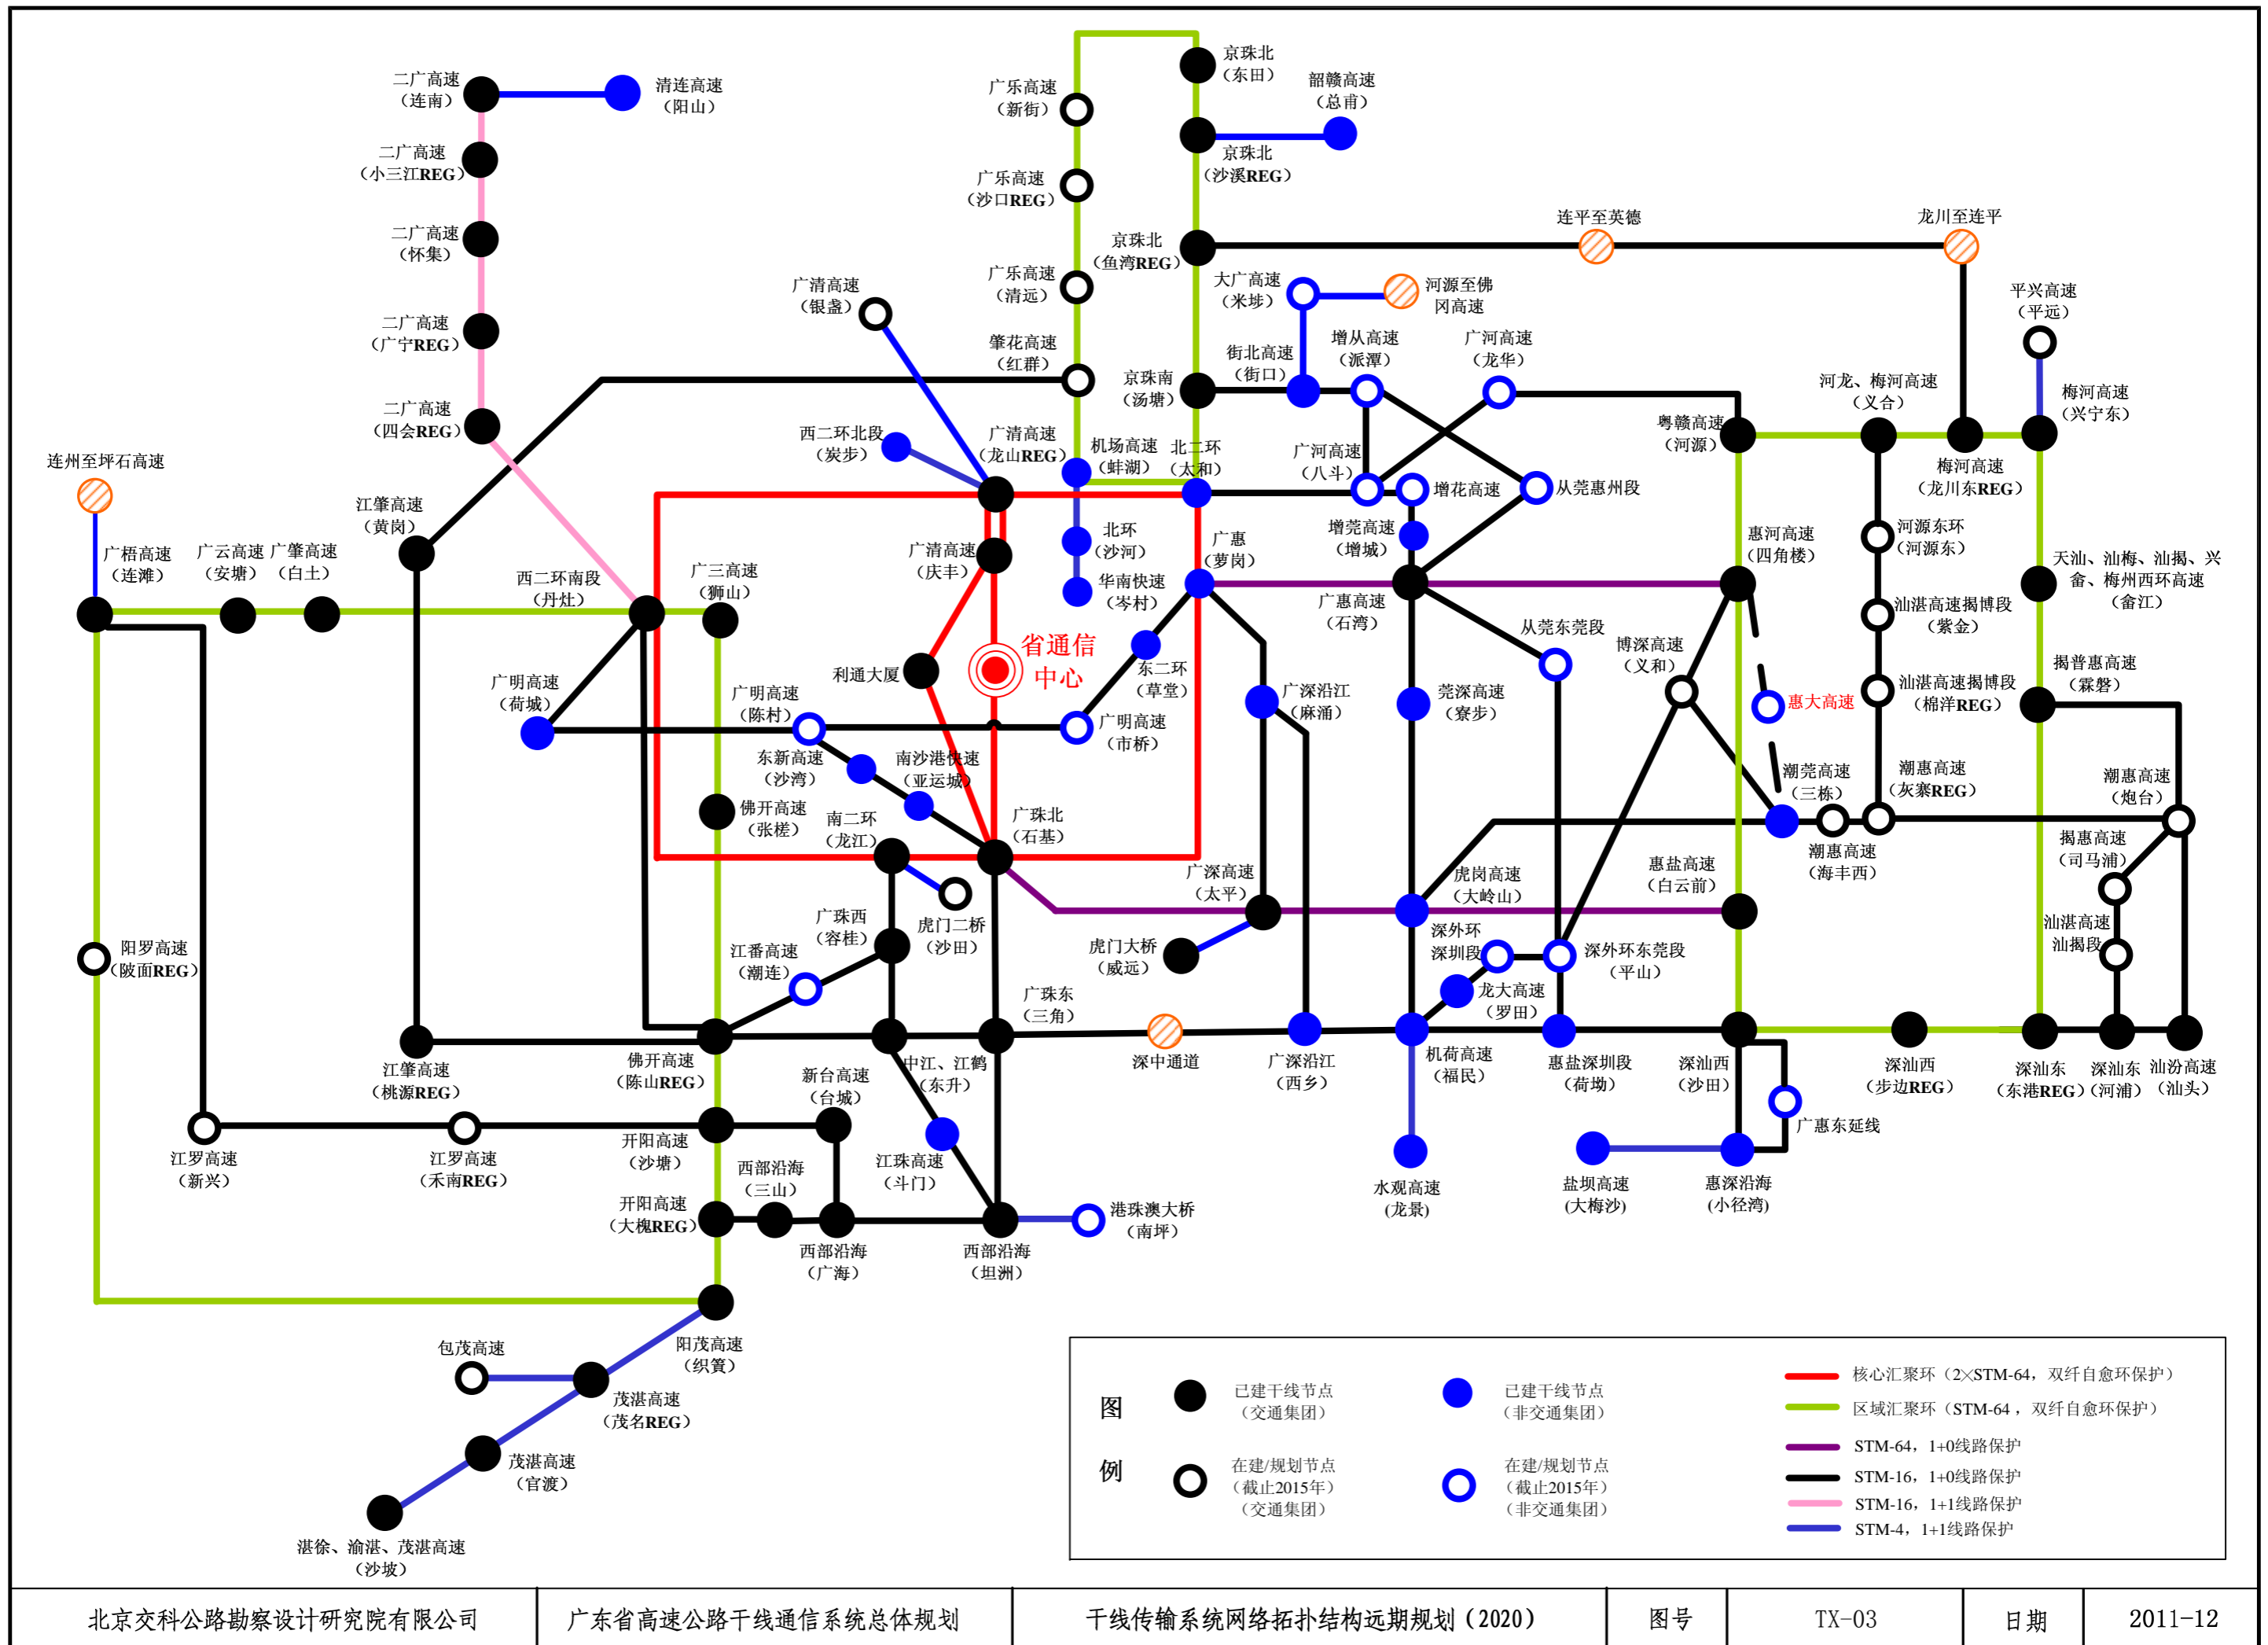 京珠北
（东田）
二广高速
（连南）
清连高速
（阳山）
广乐高速
（新街）
韶赣高速
（总甫）
二广高速
（小三江REG）
京珠北
（沙溪REG）
广乐高速
（沙口REG）
二广高速
（怀集）
连平至英德
龙川至连平
京珠北
（鱼湾REG）
广乐高速
（清远）
广清高速
（银盏）
大广高速
（米埗）
河源至佛
冈高速
平兴高速
（平远）
二广高速
（广宁REG）
肇花高速
（红群）
街北高速
（街口）
增从高速
（派潭）
广河高速
（龙华）
京珠南
（汤塘）
河龙、梅河高速
（义合）
梅河高速
（兴宁东）
二广高速
（四会REG）
西二环北段
（炭步）
广清高速
（龙山REG）
机场高速
（蚌湖）
北二环
（太和）
广河高速
（八斗）
粤赣高速
（河源）
梅河高速
（龙川东REG）
连州至坪石高速
江肇高速
（黄岗）
增花高速
从莞惠州段
广梧高速
（连滩）
广云高速
（安塘）
广肇高速
（白土）
西二环南段
（丹灶）
广三高速
（狮山）
广清高速
（庆丰）
北环
（沙河）
广惠
（萝岗）
增莞高速
（增城）
惠河高速
（四角楼）
河源东环
（河源东）
天汕、汕梅、汕揭、兴
畲、梅州西环高速
（畲江）
华南快速
（岑村）
广惠高速
（石湾）
汕湛高速揭博段
（紫金）
省通信
中心
利通大厦
东二环
（草堂）
从莞东莞段
博深高速
（义和）
揭普惠高速
（霖磐）
广明高速
（荷城）
广明高速
（陈村）
广明高速
（市桥）
广深沿江
（麻涌）
莞深高速
（寮步）
惠大高速
汕湛高速揭博段
（棉洋REG）
东新高速
（沙湾）
南沙港快速
（亚运城）
潮莞高速
（三栋）
潮惠高速
（灰寨REG）
潮惠高速
（炮台）
佛开高速
（张槎）
南二环
（龙江）
广珠北
（石基）
潮惠高速
（海丰西）
揭惠高速
（司马浦）
广深高速
（太平）
虎岗高速
（大岭山）
惠盐高速
（白云前）
广珠西
（容桂）
虎门二桥
（沙田）
阳罗高速
（陂面REG）
江番高速
（潮连）
虎门大桥
（威远）
深外环
深圳段
深外环东莞段
（平山）
汕湛高速
汕揭段
龙大高速
（罗田）
广珠东
（三角）
江肇高速
（桃源REG）
佛开高速
（陈山REG）
中江、江鹤
（东升）
深中通道
广深沿江
（西乡）
机荷高速
（福民）
惠盐深圳段
（荷坳）
深汕西
（沙田）
深汕西
（步边REG）
深汕东
（东港REG）
深汕东
（河浦）
汕汾高速
（汕头）
新台高速
（台城）
江罗高速
（新兴）
江罗高速
（禾南REG）
开阳高速
（沙塘）
西部沿海
（三山）
江珠高速
（斗门）
广惠东延线
水观高速
(龙景)
盐坝高速
(大梅沙)
惠深沿海
(小径湾)
开阳高速
（大槐REG）
西部沿海
（广海）
西部沿海
（坦洲）
港珠澳大桥
（南坪）
包茂高速
阳茂高速
（织篢）
茂湛高速
（茂名REG）
茂湛高速
（官渡）
湛徐、渝湛、茂湛高速
（沙坡）
图
例
已建干线节点
（交通集团）
已建干线节点
（非交通集团）
在建/规划节点
（截止2015年）
（交通集团）
在建/规划节点
（截止2015年）
（非交通集团）
核心汇聚环（2×STM-64，双纤自愈环保护）
区域汇聚环（STM-64 ，双纤自愈环保护）
STM-64，1+0线路保护
STM-16，1+0线路保护
STM-16，1+1线路保护
STM-4，1+1线路保护
北京交科公路勘察设计研究院有限公司
广东省高速公路干线通信系统总体规划
干线传输系统网络拓扑结构远期规划（2020）
图号
TX-03
日期
2011-12